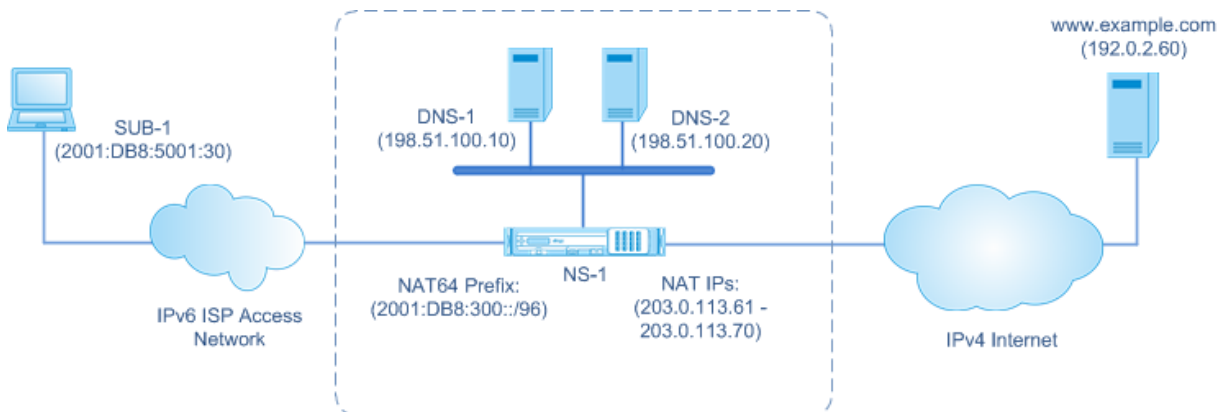 www.example.com
(192.0.2.60)
DNS-1
(198.51.100.10)
DNS-2
(198.51.100.20)
SUB-1
(2001:DB8:5001:30)
NS-1
NAT64 Prefix:
(2001:DB8:300::/96)
NAT IPs:
(203.0.113.61 -
203.0.113.70)
IPv6 ISP Access
Network
IPv4 Internet